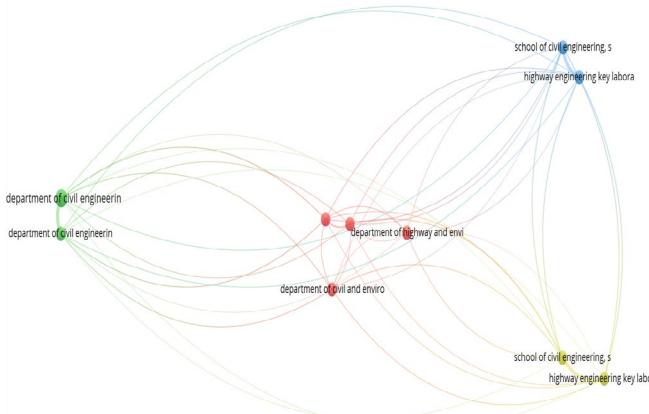 school of civil engineering, s
highway engineering key labora
department of civil engineerin
department of civil engineerin
department of highway and envi
department of civil and enviro
school of civil engineering, s
highway engineering key labo